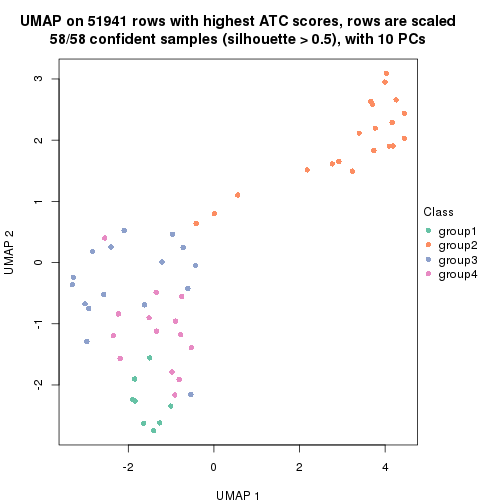 UMAP on 51941 rows with highest ATC scores, rows are scaled
58/58 confident samples (silhouette > 0.5), with 10 PCs
3
2
1
0
-1
-2
UMAP 2
-2
0
2
4
UMAP 1
Class
group1
group2
group3
group4